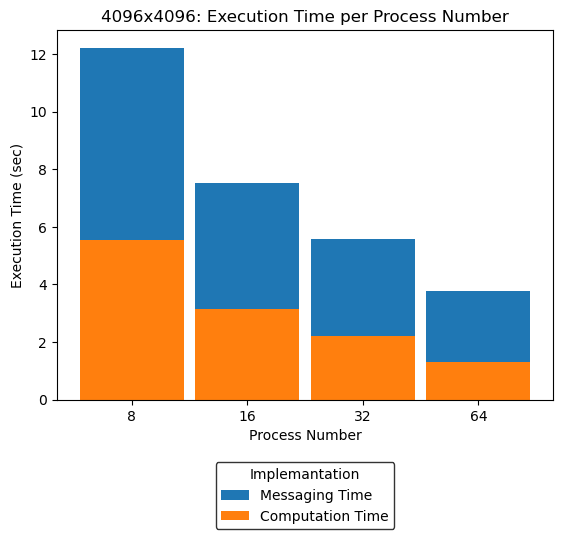 4096x4096: Execution Time per Process Number
12
10
8
6
4
2
0
Execution Time (sec)
8 16 32 64
Process Number
Implemantation
Messaging Time
Computation Time